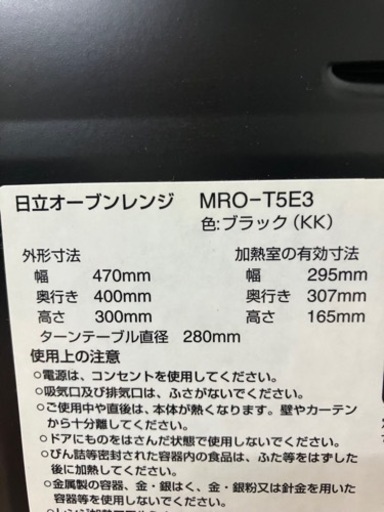 日立オーブンレンジ MRO-T5E3
色:ブラック(KK)
外形寸法 加熱室の有効寸法
幅 470mm 幅 295mm
奥行き 400mm 奥行き 307mm
高さ 300mm 高さ 165mm
ターンテーブル直径 280mm
使用上の注意
○電源は、コンセントを使用してください。
○吸気口及び排気口は、ふさがないでください。
○ご使用中や直後は、本体が熱くなります。壁やカーテン
から十分離してください。
○ドアにものをはさんだ状態で使用しないでください。
○びん詰等密封された容器内の食品は、ふた等をはずした
後に加熱してください。
○金属製の容器、金・銀はく、金・銀粉又は針金を用いた
容器等を使用しないでください。